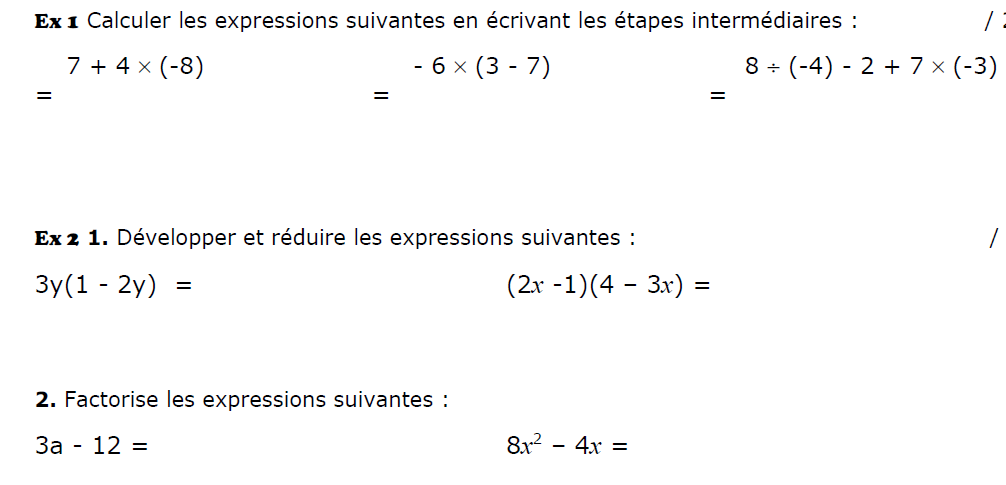 Ex 1 Calculer les expressions suivantes en écrivant les étapes intermédiaires : /
7 + 4 × (-8) - 6 × (3 - 7) 8 ÷ (-4) - 2 + 7 × (-3)
= = =
Ex 2 1. Développer et réduire les expressions suivantes : /
3y(1 - 2y) = (2x -1)(4 – 3x) =
2. Factorise les expressions suivantes :
3a - 12 = 8x² – 4x =